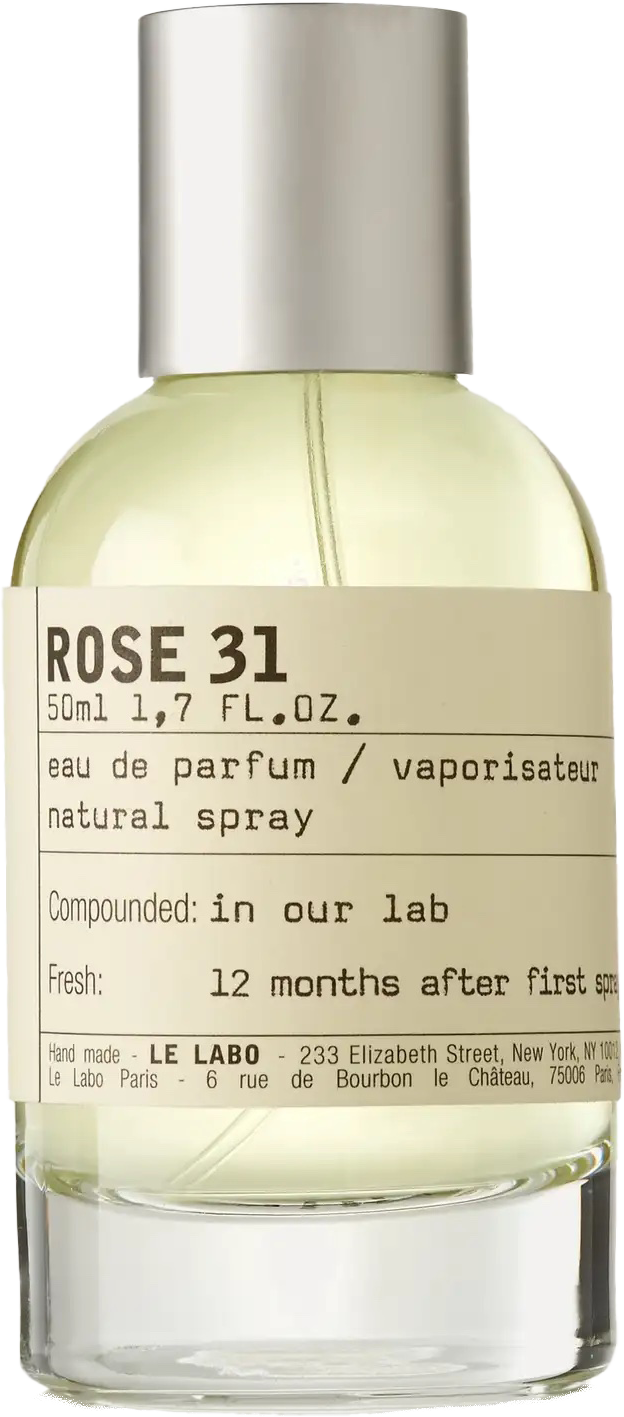 ROSE 31
50ml 1,7 FL.OZ.
eau de parfum / vaporisateur
natural spray
Compounded: in our lab
Fresh: 12 months after first
Hand made - LE LABO - 233 Elizabeth Street, New York, NY 10012,
Le Labo Paris - 6 rue de Bourbon le Château, 75006 Paris,